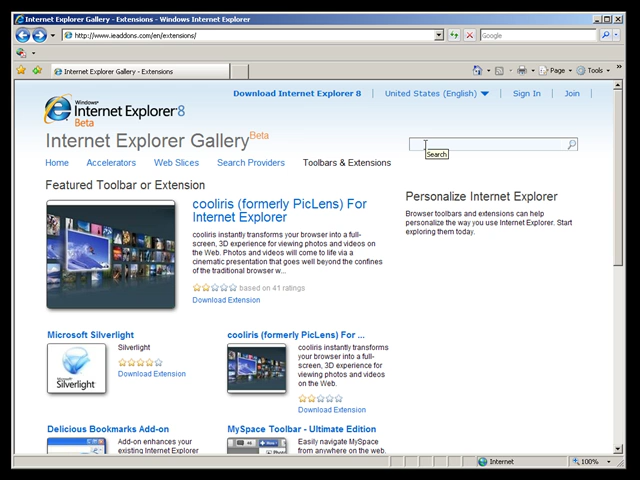 Internet Explorer Gallery - Extensions - Windows Internet Explorer
http://www.ieaddons.com/en/extensions/
Google
Internet Explorer Gallery - Extensions
Page
Tools
Download Internet Explorer 8
United States (English)
Sign In
Join
Windows
Internet Explorer 8
Beta
Internet Explorer Gallery Beta
Search
Home
Accelerators
Web Slices
Search Providers
Toolbars & Extensions
Featured Toolbar or Extension
cooliris (formerly PicLens) For
Internet Explorer
cooliris instantly transforms your browser into a full-
screen, 3D experience for viewing photos and videos on
the Web. Photos and videos will come to life via a
cinematic presentation that goes well beyond the confines
of the traditional browser w...
based on 41 ratings
Download Extension
Personalize Internet Explorer
Browser toolbars and extensions can help
personalize the way you use Internet Explorer. Start
exploring them today.
Microsoft Silverlight
Silverlight
Microsoft
Silverlight
Download Extension
cooliris (formerly PicLens) For ...
cooliris instantly transforms
your browser into a full-
screen, 3D experience for
viewing photos and videos
on the Web.
Download Extension
Delicious Bookmarks Add-on
Add-on enhances your
existing Internet Explorer
MySpace Toolbar - Ultimate Edition
Easily navigate MySpace
from anywhere on the web.
Internet
100%